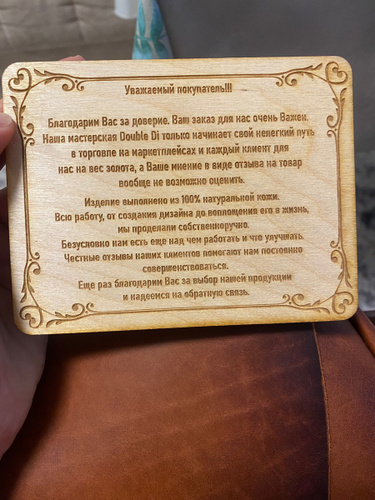 Уважаемый покупатель!!!
Благодарим Вас за доверие. Ваш заказ для нас очень Важен.
Наша мастерская Double Di только начинает свой нелегкий путь
в торговле на маркетплейсах и каждый клиент для
нас на вес золота, а Ваше мнение в виде отзыва на товар
вообще не возможно оценить.
Изделие выполнено из 100% натуральной кожи.
Всю работу, от создания дизайна до воплощения его в жизнь,
мы проделали собственноручно.
Безусловно нам есть еще над чем работать и что улучшать.
Честные отзывы наших клиентов помогают нам постоянно
совершенствоваться.
Еще раз благодарим Вас за выбор нашей продукции
и надеемся на обратную связь.